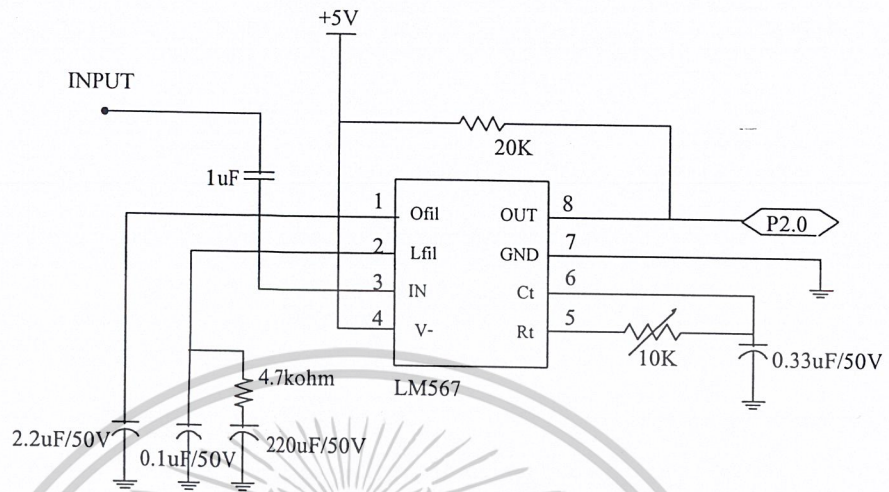 +5V
INPUT
20K
1uF
1
Ofil
OUT
8
P2.0
2
Lfil
GND
7
3
IN
Ct
6
4
V-
Rt
5
10K
0.33uF/50V
4.7kohm
LM567
2.2uF/50V
0.1uF/50V
220uF/50V